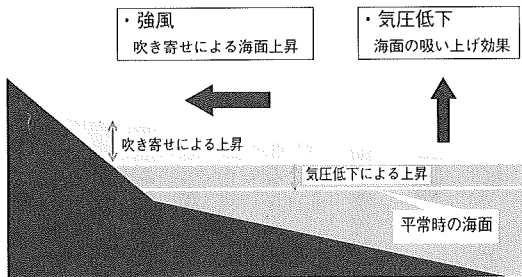 ・強風
吹き寄せによる海面上昇
・気圧低下
海面の吸い上げ効果
吹き寄せによる上昇
気圧低下による上昇
平常時の海面